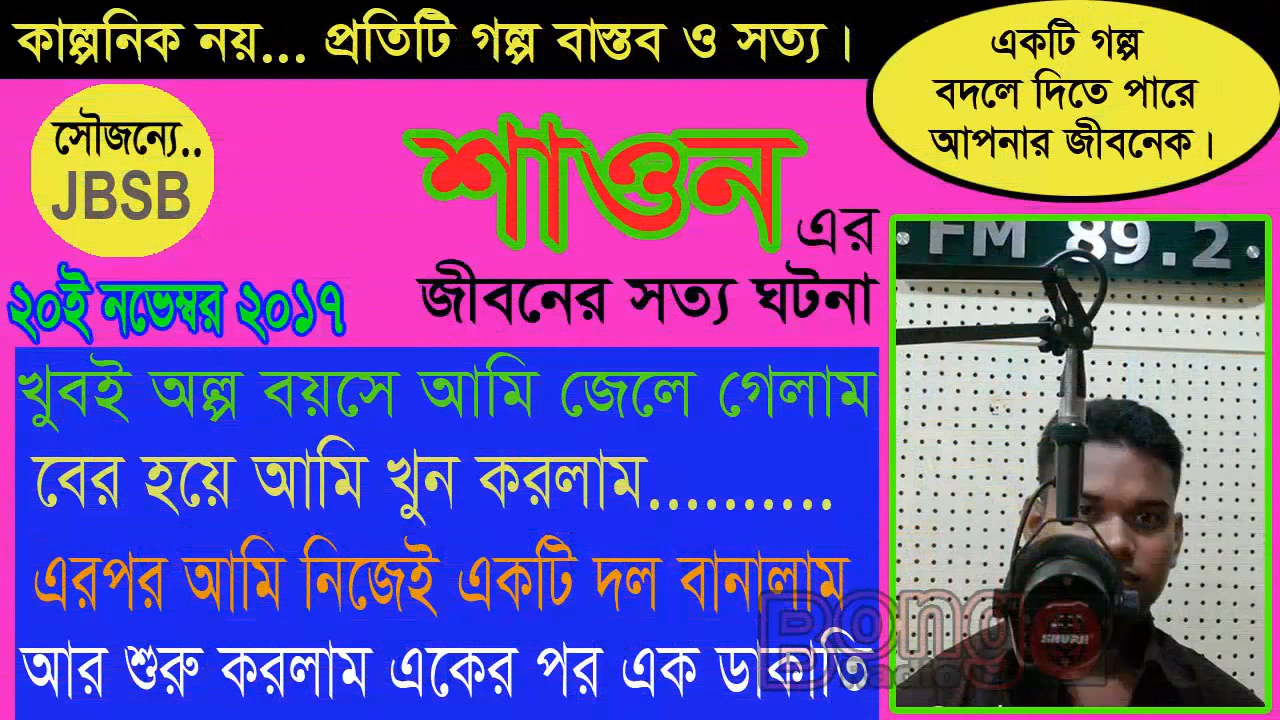 কাল্পনিক নয়... প্রতিটি গল্প বাস্তব ও সত্য।
একটি গল্প
বদলে দিতে পারে
আপনার জীবনেক।
সৌজন্যে..
JBSB
শাওন এর
জীবনের সত্য ঘটনা
২০ই নভেম্বর ২০১৭
FM 89.2
খুবই অল্প বয়সে আমি জেলে গেলাম
বের হয়ে আমি খুন করলাম..........
এরপর আমি নিজেই একটি দল বানালাম
আর শুরু করলাম একের পর এক ডাকাতি
SHURE
Radio